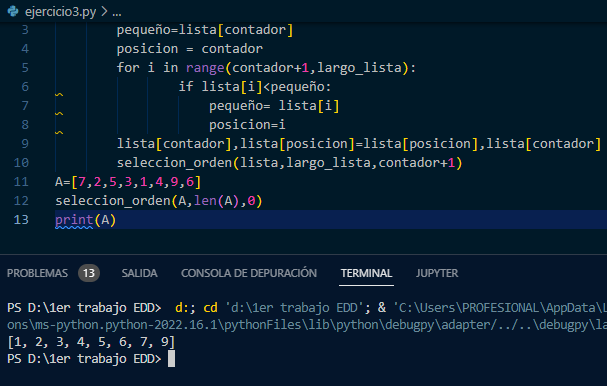 ejercicio3.py > ...
3 pequeño=lista[contador]
4 posicion = contador
5 for i in range(contador+1,largo_lista):
6 if lista[i]<pequeño:
7 pequeño= lista[i]
8 posicion=i
9 lista[contador],lista[posicion]=lista[posicion],lista[contador]
10 seleccion_orden(lista,largo_lista,contador+1)
11 A=[7,2,5,3,1,4,9,6]
12 seleccion_orden(A,len(A),0)
13 print(A)
PROBLEMAS 13 SALIDA CONSOLA DE DEPURACIÓN TERMINAL JUPYTER
PS D:\1er trabajo EDD> d:; cd 'd:\1er trabajo EDD'; & 'C:\Users\PROFESIONAL\AppData\L
ons\ms-python.python-2022.16.1\pythonFiles\lib\python\debugpy\adapter/../..\debugpy\la
[1, 2, 3, 4, 5, 6, 7, 9]
PS D:\1er trabajo EDD>